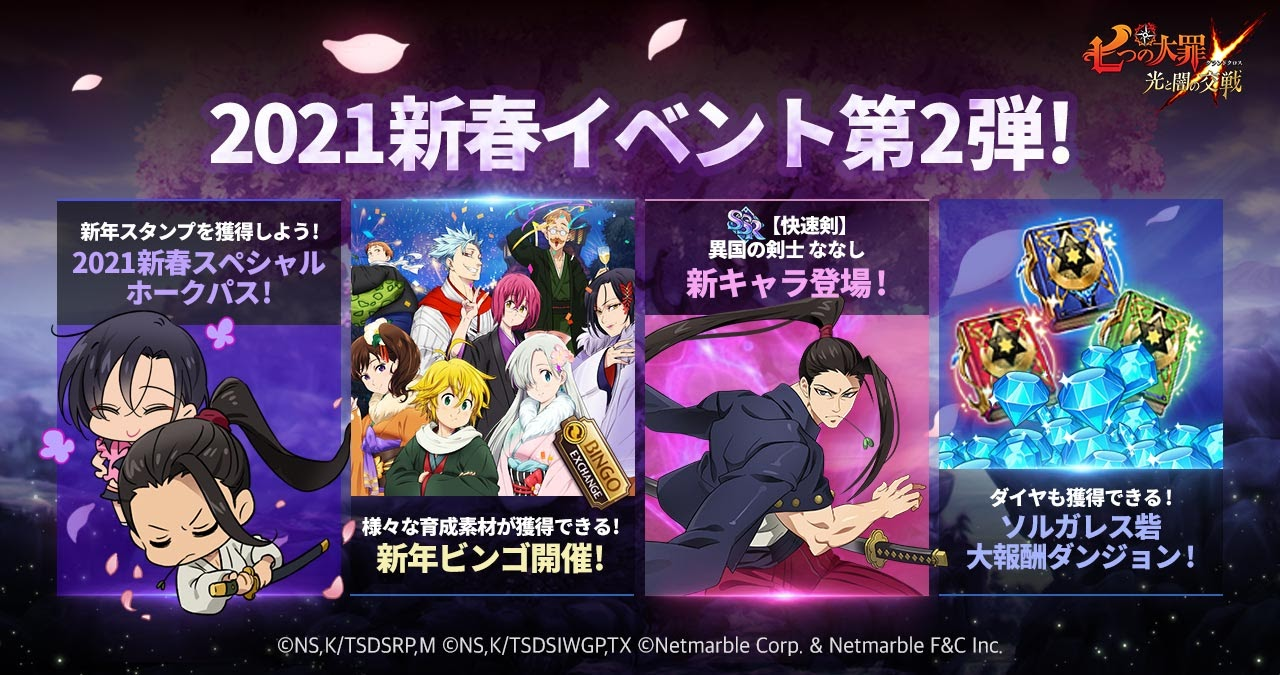 七つの大罪
グランドクロス
光と闇の交戦
2021新春イベント第2弾!
新年スタンプを獲得しよう!
2021新春スペシャル
ホークパス!
BINGO
EXCHANGE
様々な育成素材が獲得できる!
新年ビンゴ開催!
SSR【快速剣】
異国の剣士 ななし
新キャラ登場!
ダイヤも獲得できる!
ソルガレス砦
大報酬ダンジョン!
©NS,K/TSDSRP,M ©NS,K/TSDSIWGP,TX ©Netmarble Corp. & Netmarble F&C Inc.